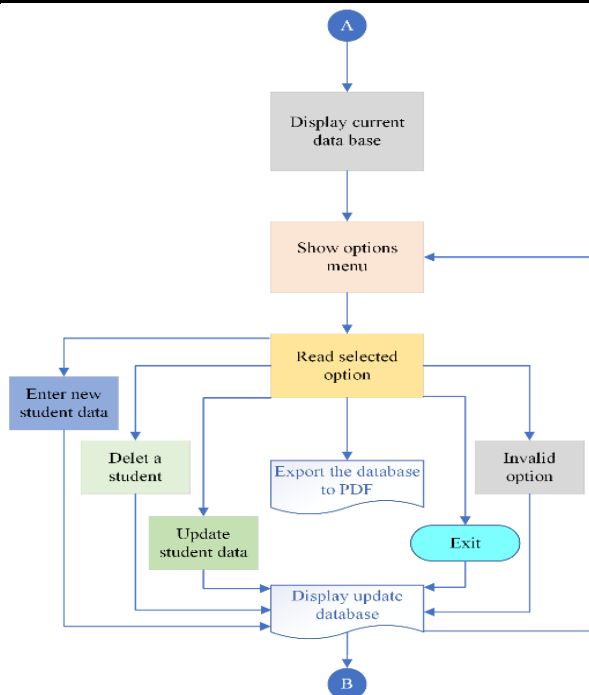 A
Display current
data base
Show options
menu
Read selected
option
Enter new
student data
Delet a
student
Update
student data
Export the database
to PDF
Exit
Invalid
option
Display update
database
B